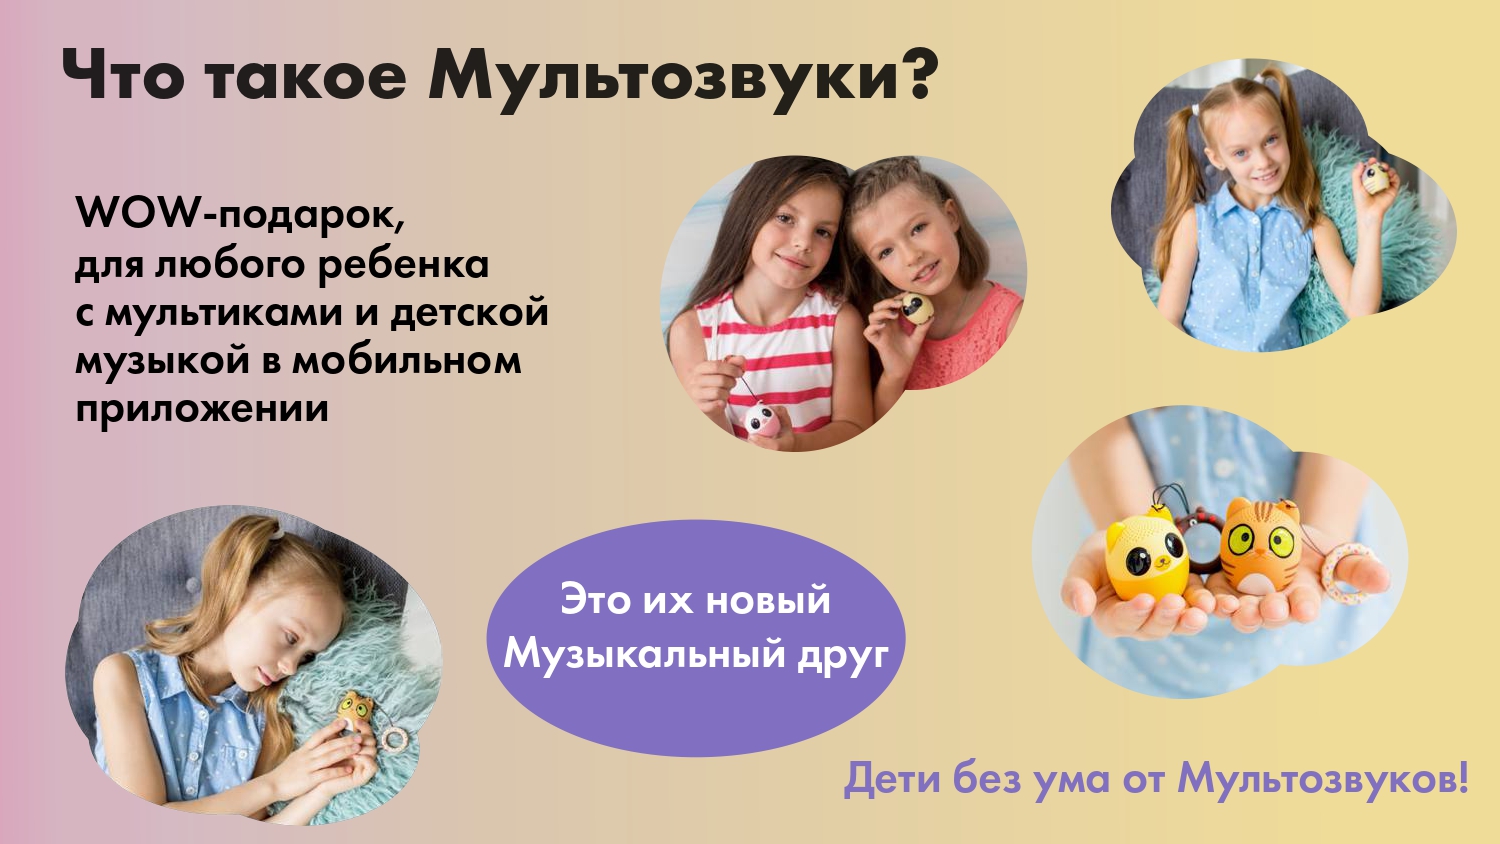 Что такое Мультозвуки?
WOW-подарок,
для любого ребенка
с мультиками и детской
музыкой в мобильном
приложении
Это их новый
Музыкальный друг
Дети без ума от Мультозвуков!